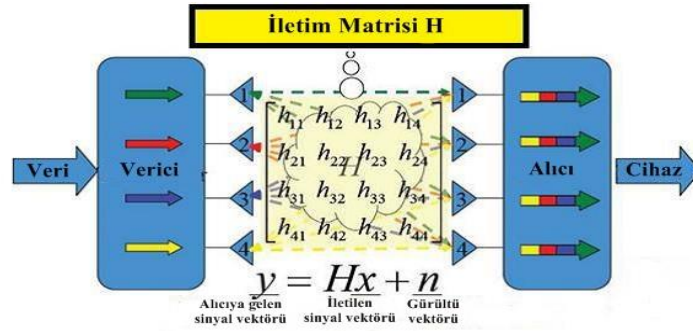 İletim Matrisi H
Veri
Verici
1
2
3
4
h11 h12 h13 h14
h21 h22 h23 h24
h31 h32 h33 h34
h41 h42 h43 h44
H
1
2
3
4
Alıcı
Cihaz
y = Hx + n
Alıcıya gelen
sinyal vektörü
İletilen
sinyal vektörü
Gürültü
vektörü